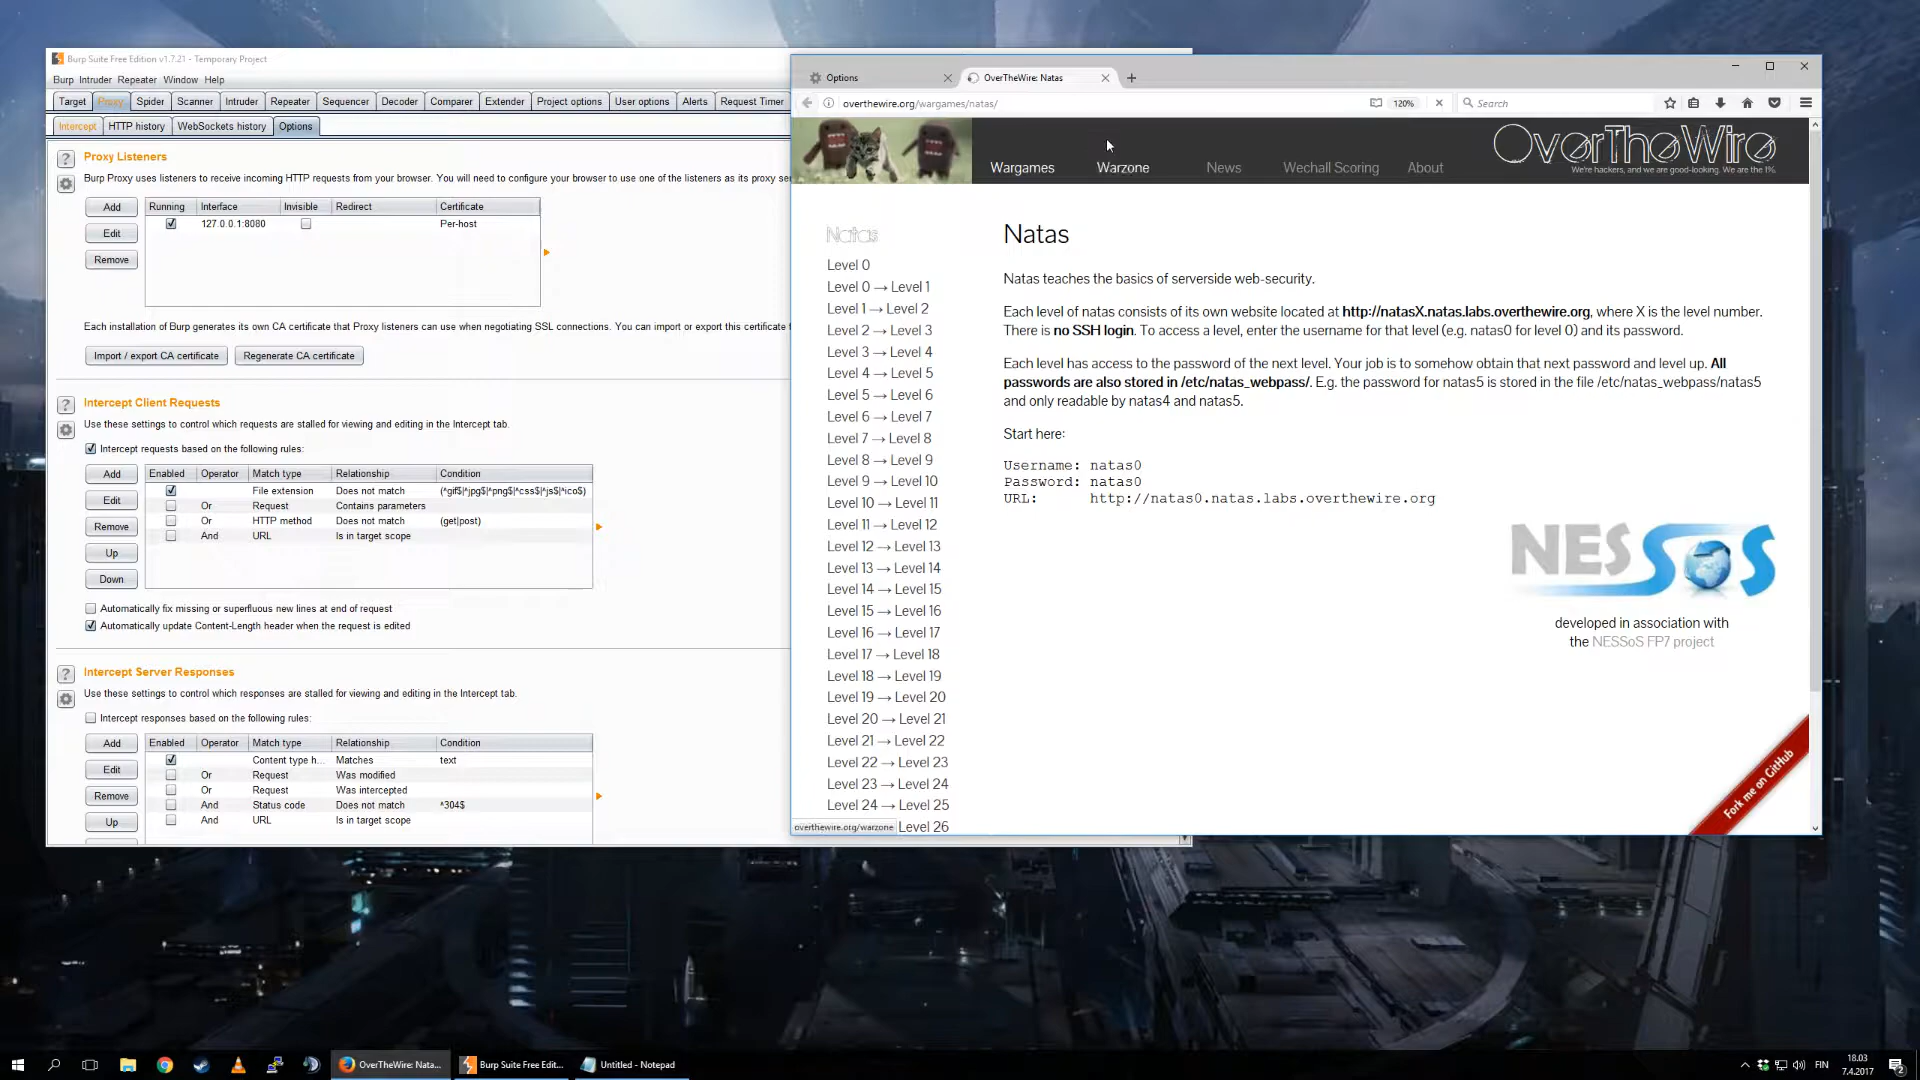 Burp Suite Free Edition v1.7.21 - Temporary Project
Burp Intruder Repeater Window Help
Target Proxy Spider Scanner Intruder Repeater Sequencer Decoder Comparer Extender Project options User options Alerts Request Timer
Intercept HTTP history WebSockets history Options
? Proxy Listeners
Burp Proxy uses listeners to receive incoming HTTP requests from your browser. You will need to configure your browser to use one of the listeners as its proxy se
Add Running Interface Invisible Redirect Certificate
127.0.0.1:8080 Per-host
Edit
Remove
Each installation of Burp generates its own CA certificate that Proxy listeners can use when negotiating SSL connections. You can import or export this certificate t
Import / export CA certificate Regenerate CA certificate
? Intercept Client Requests
Use these settings to control which requests are stalled for viewing and editing in the Intercept tab.
Intercept requests based on the following rules:
Add Enabled Operator Match type Relationship Condition
File extension Does not match (^gif$|^jpg$|^png$|^css$|^js$|^ico$)
Edit Or Request Contains parameters
Remove Or HTTP method Does not match (get|post)
And URL Is in target scope
Up
Down
Automatically fix missing or superfluous new lines at end of request
Automatically update Content-Length header when the request is edited
? Intercept Server Responses
Use these settings to control which responses are stalled for viewing and editing in the Intercept tab.
Intercept responses based on the following rules:
Add Enabled Operator Match type Relationship Condition
Content type h... Matches text
Edit Or Request Was modified
Or Request Was intercepted
Remove And Status code Does not match ^304$
Up And URL Is in target scope
Options OverTheWire: Natas
overthewire.org/wargames/natas/ 120% Search
OverTheWire
We're hackers, and we are good-looking. We are the 1%.
Wargames Warzone News Wechall Scoring About
Natas
Level 0
Level 0 → Level 1
Level 1 → Level 2
Level 2 → Level 3
Level 3 → Level 4
Level 4 → Level 5
Level 5 → Level 6
Level 6 → Level 7
Level 7 → Level 8
Level 8 → Level 9
Level 9 → Level 10
Level 10 → Level 11
Level 11 → Level 12
Level 12 → Level 13
Level 13 → Level 14
Level 14 → Level 15
Level 15 → Level 16
Level 16 → Level 17
Level 17 → Level 18
Level 18 → Level 19
Level 19 → Level 20
Level 20 → Level 21
Level 21 → Level 22
Level 22 → Level 23
Level 23 → Level 24
Level 24 → Level 25
Level 26
overthewire.org/warzone
Natas
Natas teaches the basics of serverside web-security.
Each level of natas consists of its own website located at http://natasX.natas.labs.overthewire.org, where X is the level number.
There is no SSH login. To access a level, enter the username for that level (e.g. natas0 for level 0) and its password.
Each level has access to the password of the next level. Your job is to somehow obtain that next password and level up. All
passwords are also stored in /etc/natas_webpass/. E.g. the password for natas5 is stored in the file /etc/natas_webpass/natas5
and only readable by natas4 and natas5.
Start here:
Username: natas0
Password: natas0
URL: http://natas0.natas.labs.overthewire.org
NESSOS
developed in association with
the NESSoS FP7 project
Fork me on GitHub
OverTheWire: Nata... Burp Suite Free Edit... Untitled - Notepad FIN 18.03
7.4.2017
2